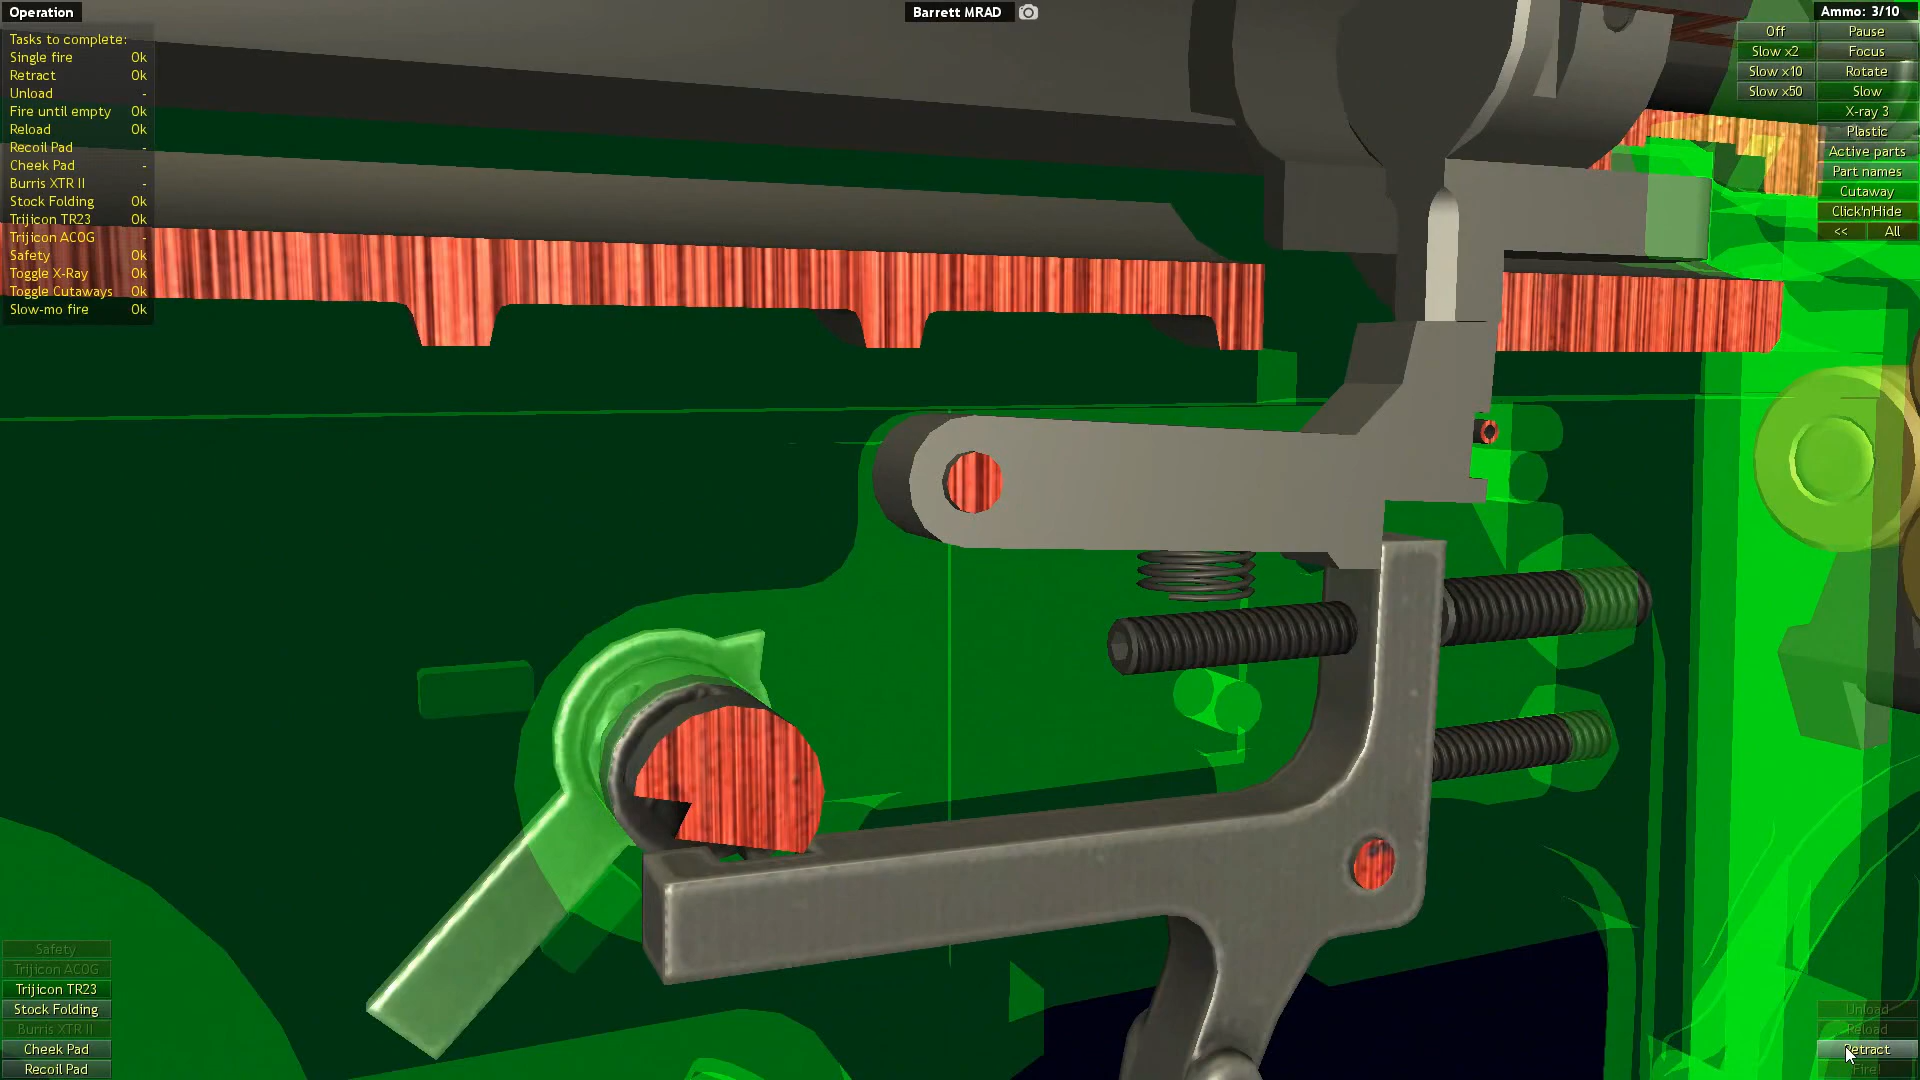 Operation
Barrett MRAD
Ammo: 3/10
Tasks to complete:
Single fire Ok
Retract Ok
Unload -
Fire until empty Ok
Reload Ok
Recoil Pad -
Cheek Pad -
Burris XTR II -
Stock Folding Ok
Trijicon TR23 Ok
Trijicon ACOG -
Safety Ok
Toggle X-Ray Ok
Toggle Cutaways Ok
Slow-mo fire Ok
Off
Slow x2
Slow x10
Slow x50
Pause
Focus
Rotate
Slow
X-ray 3
Plastic
Active parts
Part names
Cutaway
Click'n'Hide
<< All
Safety
Trijicon ACOG
Trijicon TR23
Stock Folding
Burris XTR II
Cheek Pad
Recoil Pad
Unload
Reload
Retract
Fire!